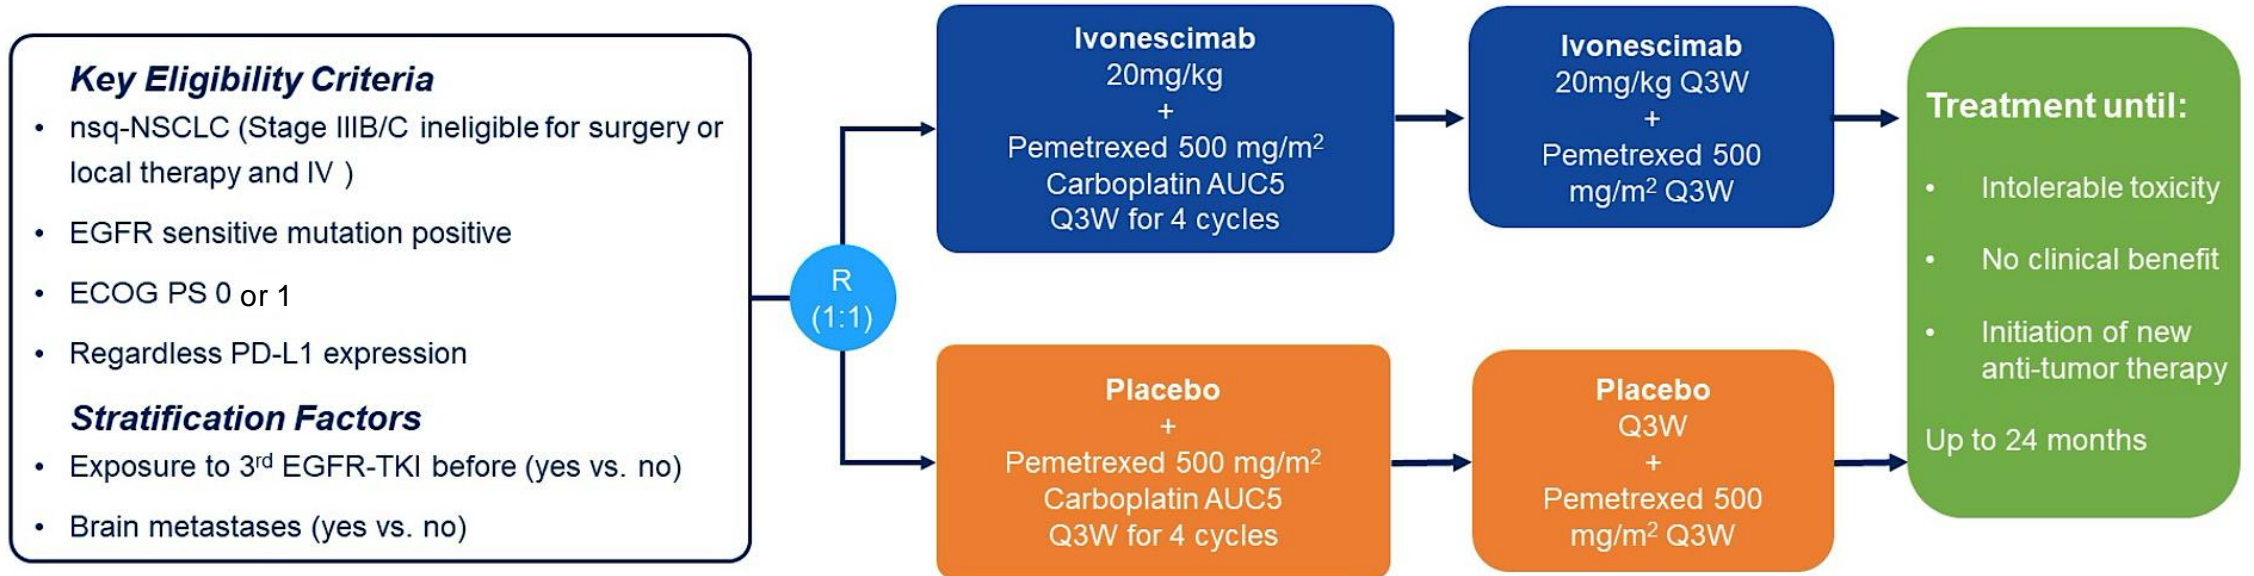 Key Eligibility Criteria
• nsq-NSCLC (Stage IIIB/C ineligible for surgery or
local therapy and IV )
• EGFR sensitive mutation positive
• ECOG PS 0 or 1
• Regardless PD-L1 expression
Stratification Factors
• Exposure to 3rd EGFR-TKI before (yes vs. no)
• Brain metastases (yes vs. no)
R
(1:1)
Ivonescimab
20mg/kg
+
Pemetrexed 500 mg/m²
Carboplatin AUC5
Q3W for 4 cycles
Ivonescimab
20mg/kg Q3W
+
Pemetrexed 500
mg/m² Q3W
Placebo
+
Pemetrexed 500 mg/m²
Carboplatin AUC5
Q3W for 4 cycles
Placebo
Q3W
+
Pemetrexed 500
mg/m² Q3W
Treatment until:
• Intolerable toxicity
• No clinical benefit
• Initiation of new
anti-tumor therapy
Up to 24 months